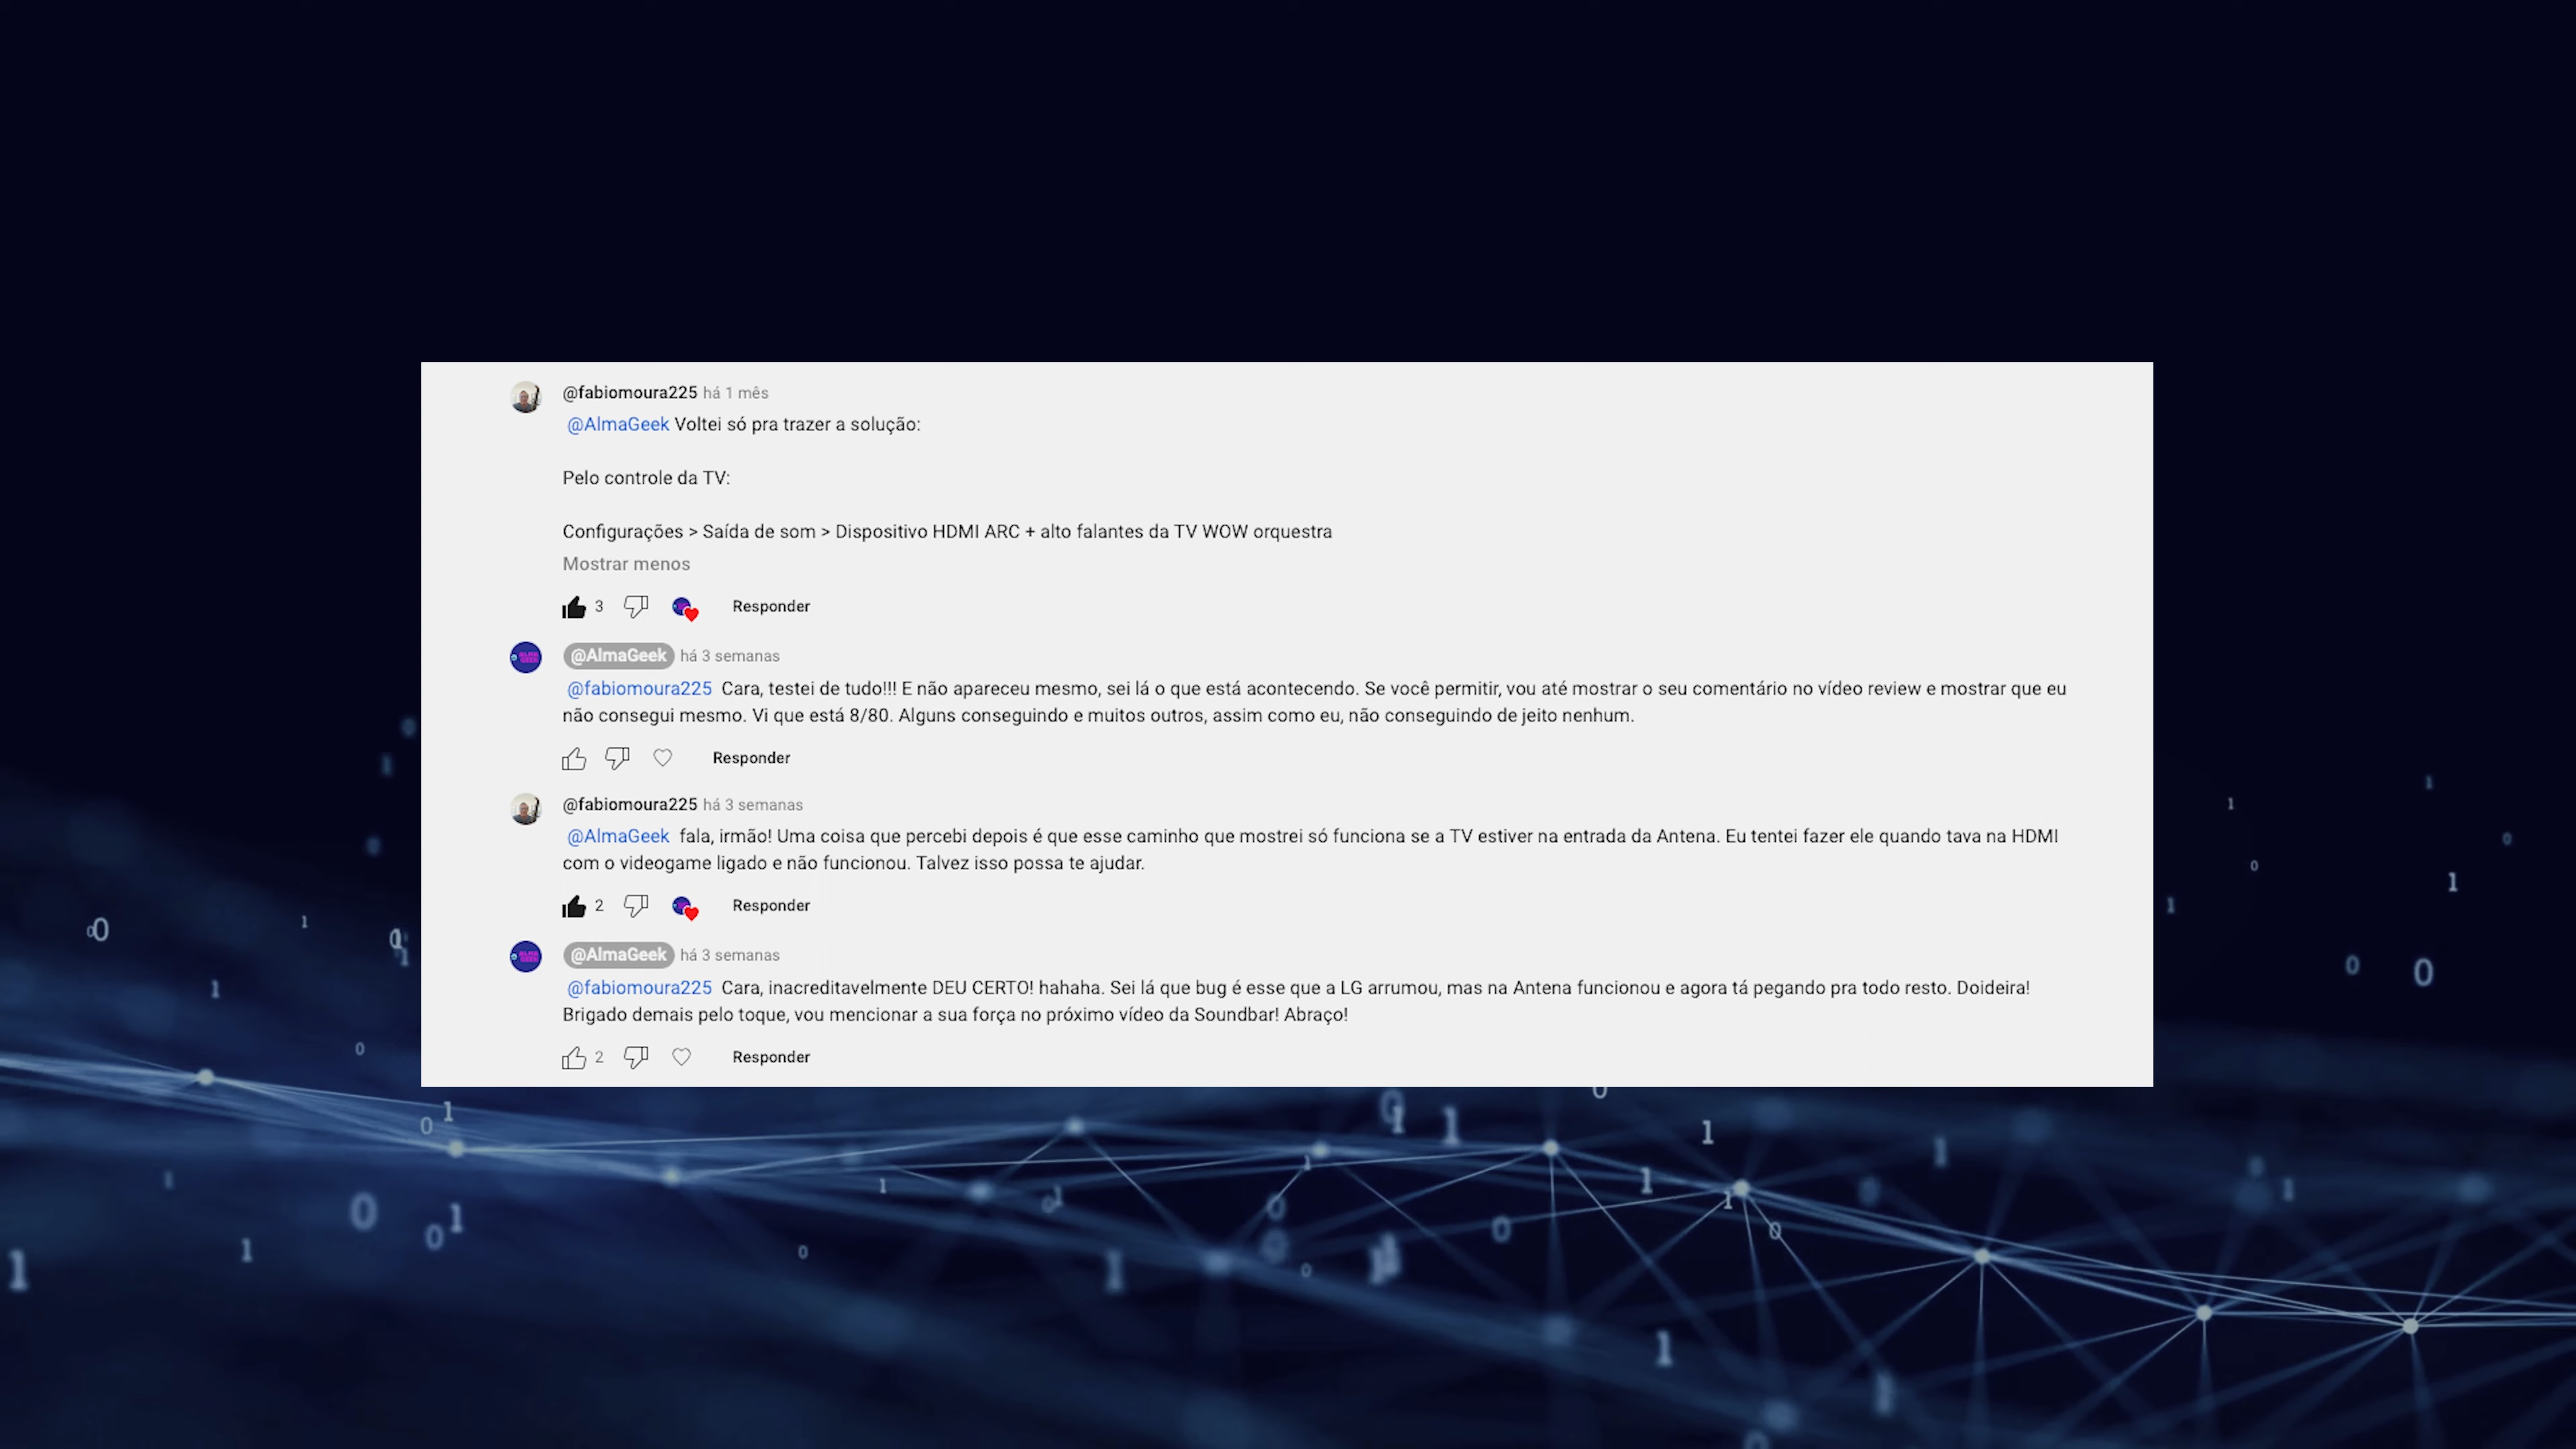 @fabiomoura225 há 1 mês
@AlmaGeek Voltei só pra trazer a solução:
Pelo controle da TV:
Configurações > Saída de som > Dispositivo HDMI ARC + alto falantes da TV WOW orquestra
Mostrar menos
3 Responder
@AlmaGeek há 3 semanas
@fabiomoura225 Cara, testei de tudo!!! E não apareceu mesmo, sei lá o que está acontecendo. Se você permitir, vou até mostrar o seu comentário no vídeo review e mostrar que eu
não consegui mesmo. Vi que está 8/80. Alguns conseguindo e muitos outros, assim como eu, não conseguindo de jeito nenhum.
Responder
@fabiomoura225 há 3 semanas
@AlmaGeek fala, irmão! Uma coisa que percebi depois é que esse caminho que mostrei só funciona se a TV estiver na entrada da Antena. Eu tentei fazer ele quando tava na HDMI
com o videogame ligado e não funcionou. Talvez isso possa te ajudar.
2 Responder
@AlmaGeek há 3 semanas
@fabiomoura225 Cara, inacreditavelmente DEU CERTO! hahaha. Sei lá que bug é esse que a LG arrumou, mas na Antena funcionou e agora tá pegando pra todo resto. Doideira!
Brigado demais pelo toque, vou mencionar a sua força no próximo vídeo da Soundbar! Abraço!
2 Responder